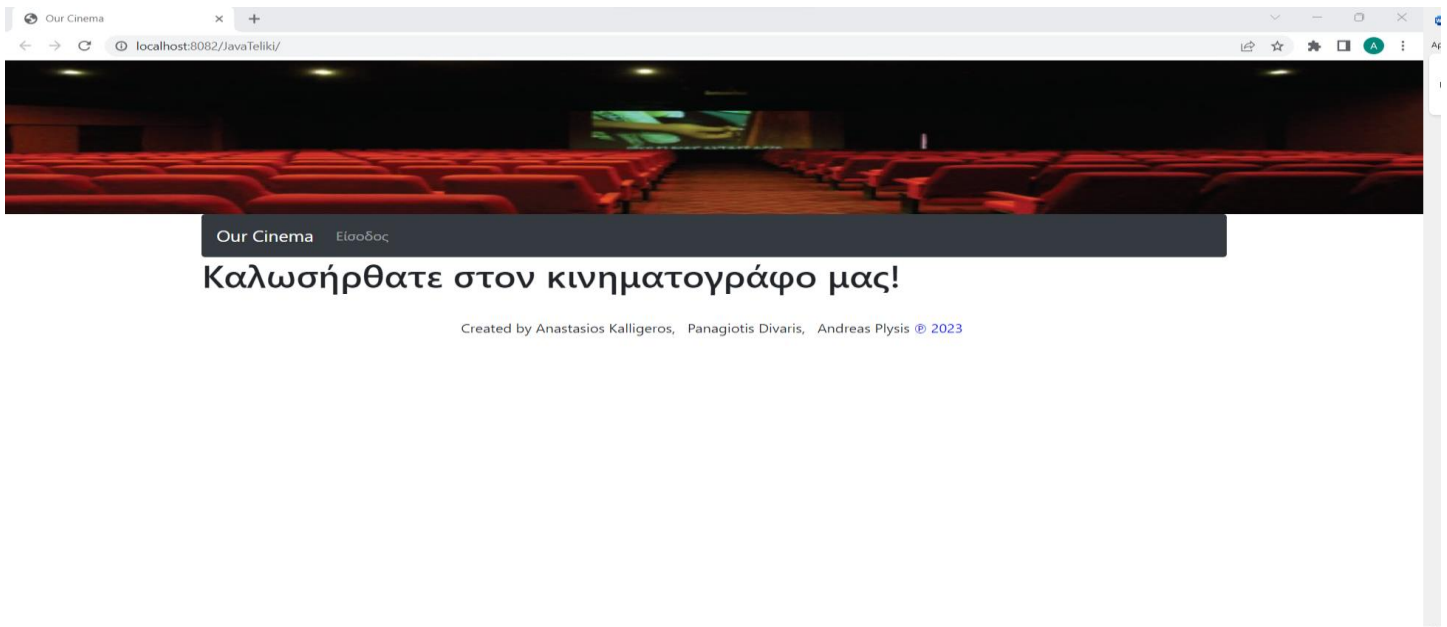 Our Cinema
localhost:8082/JavaTeliki/
A
Our Cinema Είσοδος
Καλωσήρθατε στον κινηματογράφο μας!
Created by Anastasios Kalligeros, Panagiotis Divaris, Andreas Plysis ℗ 2023